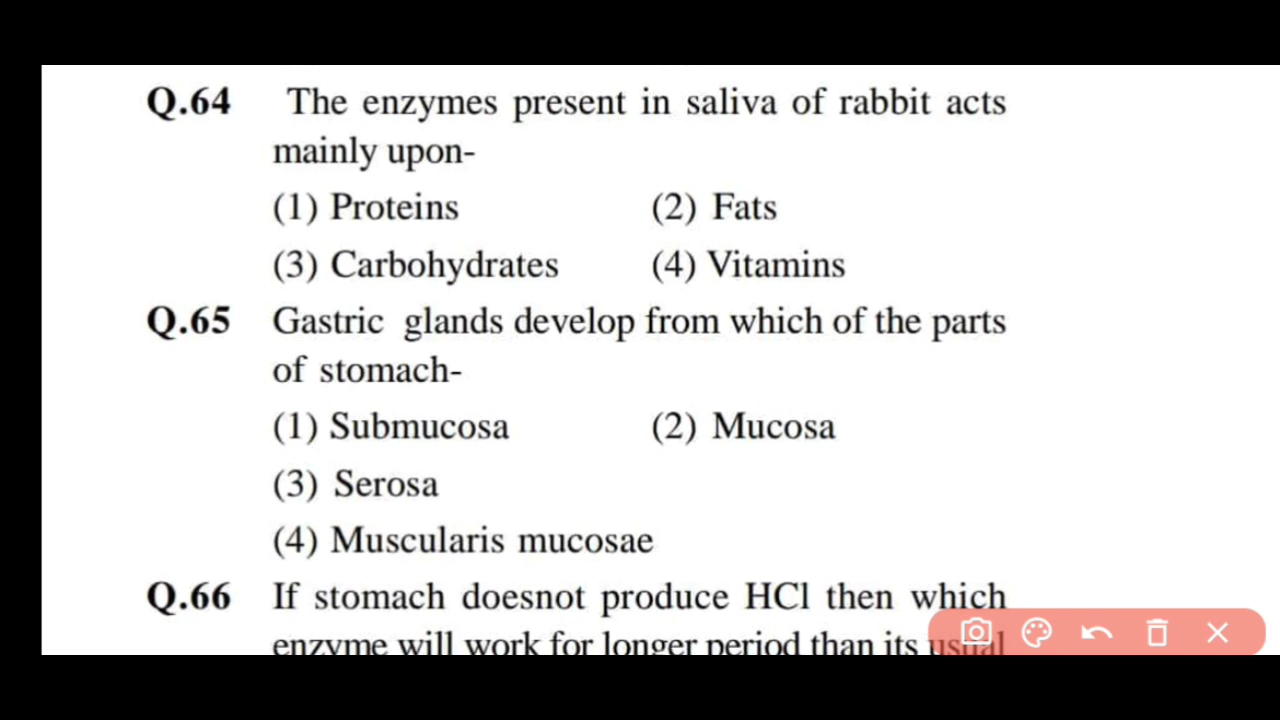 Q.64 The enzymes present in saliva of rabbit acts
mainly upon-
(1) Proteins (2) Fats
(3) Carbohydrates (4) Vitamins
Q.65 Gastric glands develop from which of the parts
of stomach-
(1) Submucosa (2) Mucosa
(3) Serosa
(4) Muscularis mucosae
Q.66 If stomach doesnot produce HCl then which
enzyme will work for longer period than its usual